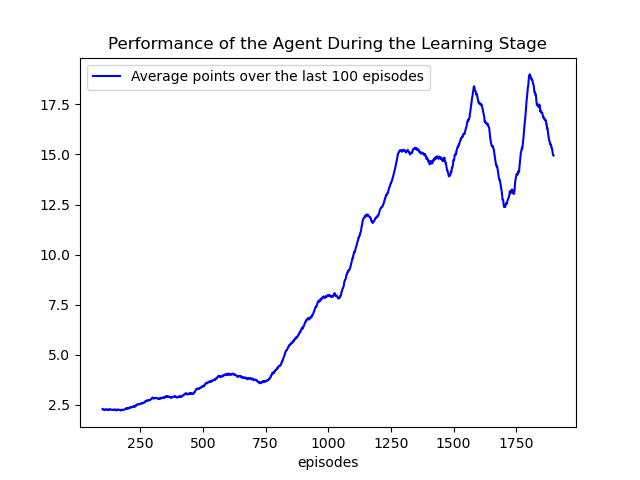 Performance of the Agent During the Learning Stage
Average points over the last 100 episodes
17.5
15.0
12.5
10.0
7.5
5.0
2.5
250 500 750 1000 1250 1500 1750
episodes